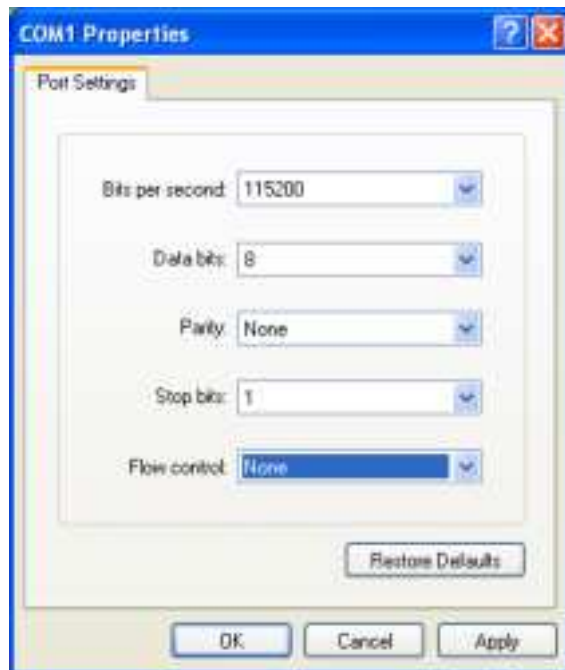 COM1 Properties
Port Settings
Bits per second: 115200
Data bits: 8
Parity: None
Stop bits: 1
Flow control: None
Restore Defaults
OK Cancel Apply